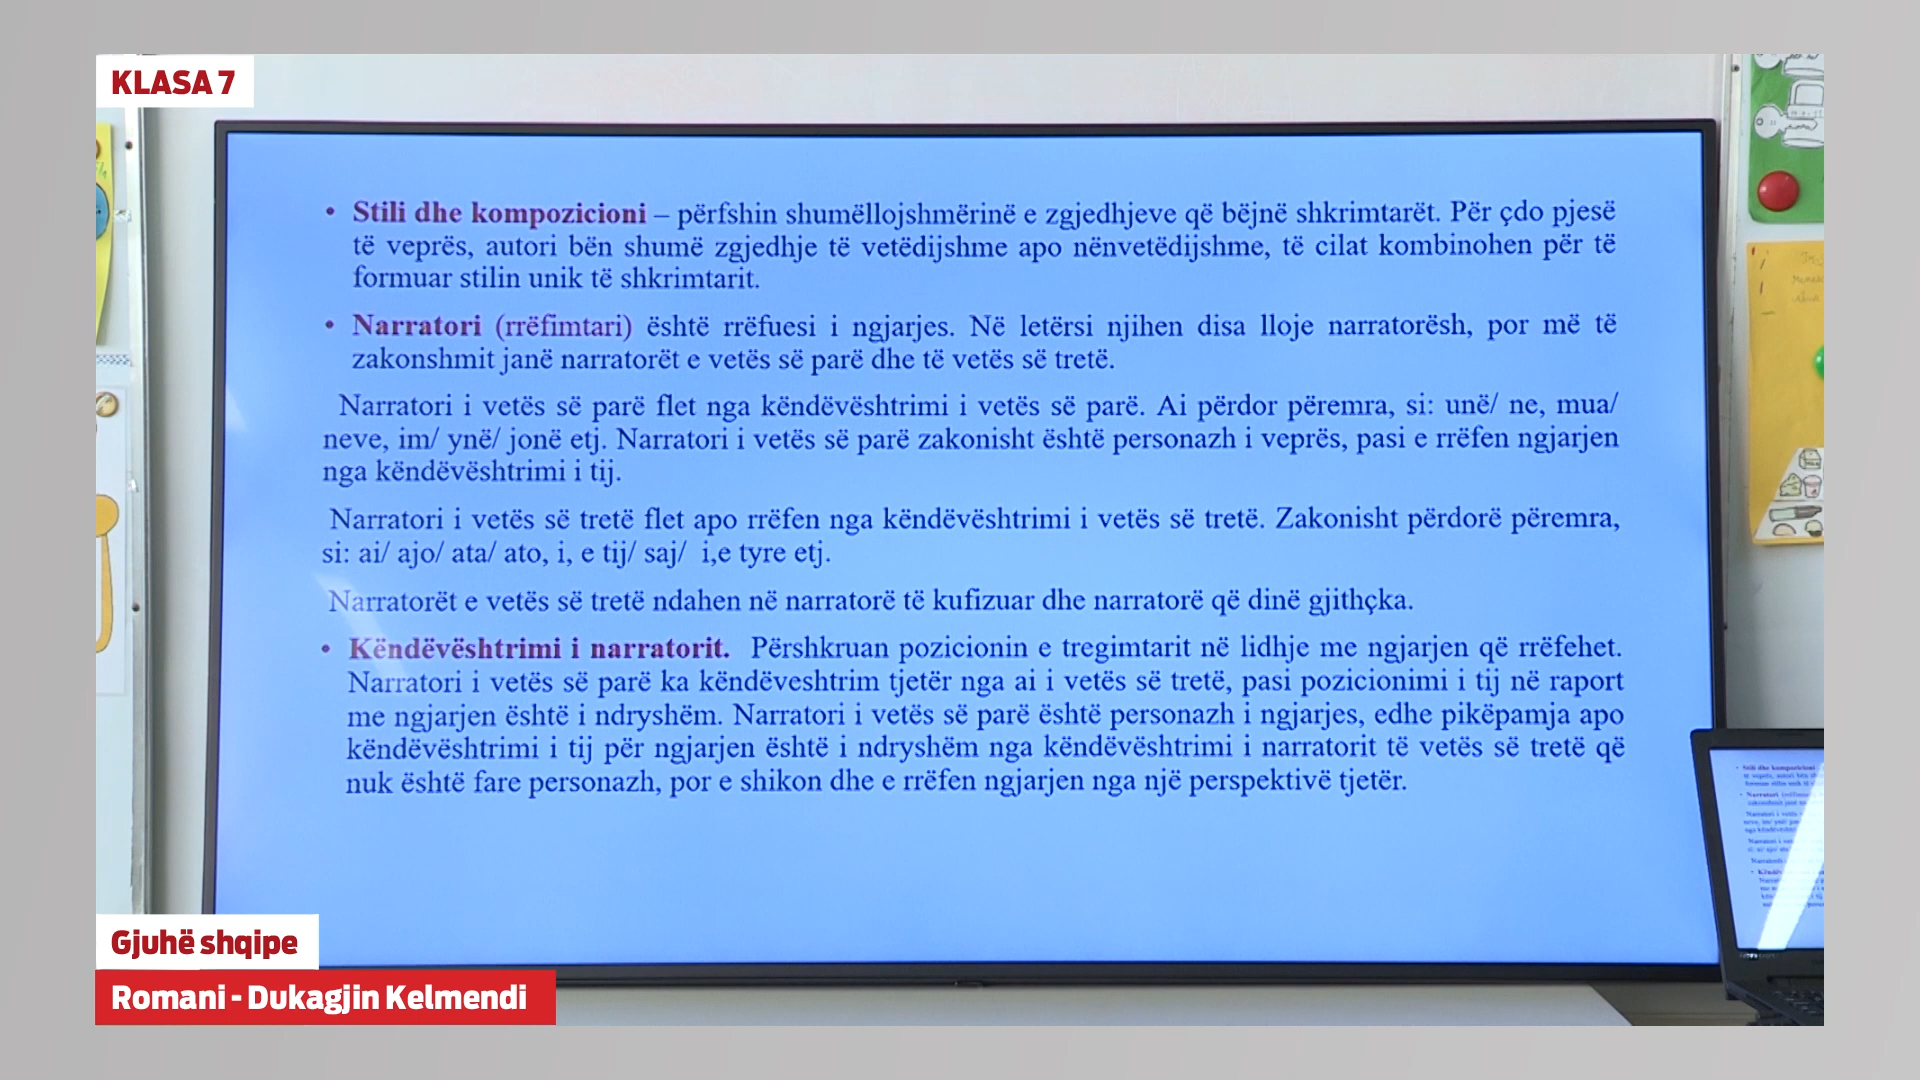 KLASA 7
• Stili dhe kompozicioni – përfshin shumëllojshmërinë e zgjedhjeve që bëjnë shkrimtarët. Për çdo pjesë
të veprës, autori bën shumë zgjedhje të vetëdijshme apo nënvetëdijshme, të cilat kombinohen për të
formuar stilin unik të shkrimtarit.
• Narratori (rrëfimtari) është rrëfuesi i ngjarjes. Në letërsi njihen disa lloje narratorësh, por më të
zakonshmit janë narratorët e vetës së parë dhe të vetës së tretë.
Narratori i vetës së parë flet nga këndëvështrimi i vetës së parë. Ai përdor përemra, si: unë/ ne, mua/
neve, im/ ynë/ jonë etj. Narratori i vetës së parë zakonisht është personazh i veprës, pasi e rrëfen ngjarjen
nga këndëvështrimi i tij.
Narratori i vetës së tretë flet apo rrëfen nga këndëvështrimi i vetës së tretë. Zakonisht përdorë përemra,
si: ai/ ajo/ ata/ ato, i, e tij/ saj/ i,e tyre etj.
Narratorët e vetës së tretë ndahen në narratorë të kufizuar dhe narratorë që dinë gjithçka.
• Këndëvështrimi i narratorit. Përshkruan pozicionin e tregimtarit në lidhje me ngjarjen që rrëfehet.
Narratori i vetës së parë ka këndëveshtrim tjetër nga ai i vetës së tretë, pasi pozicionimi i tij në raport
me ngjarjen është i ndryshëm. Narratori i vetës së parë është personazh i ngjarjes, edhe pikëpamja apo
këndëvështrimi i tij për ngjarjen është i ndryshëm nga këndëvështrimi i narratorit të vetës së tretë që
nuk është fare personazh, por e shikon dhe e rrëfen ngjarjen nga një perspektivë tjetër.
Gjuhë shqipe
Romani - Dukagjin Kelmendi